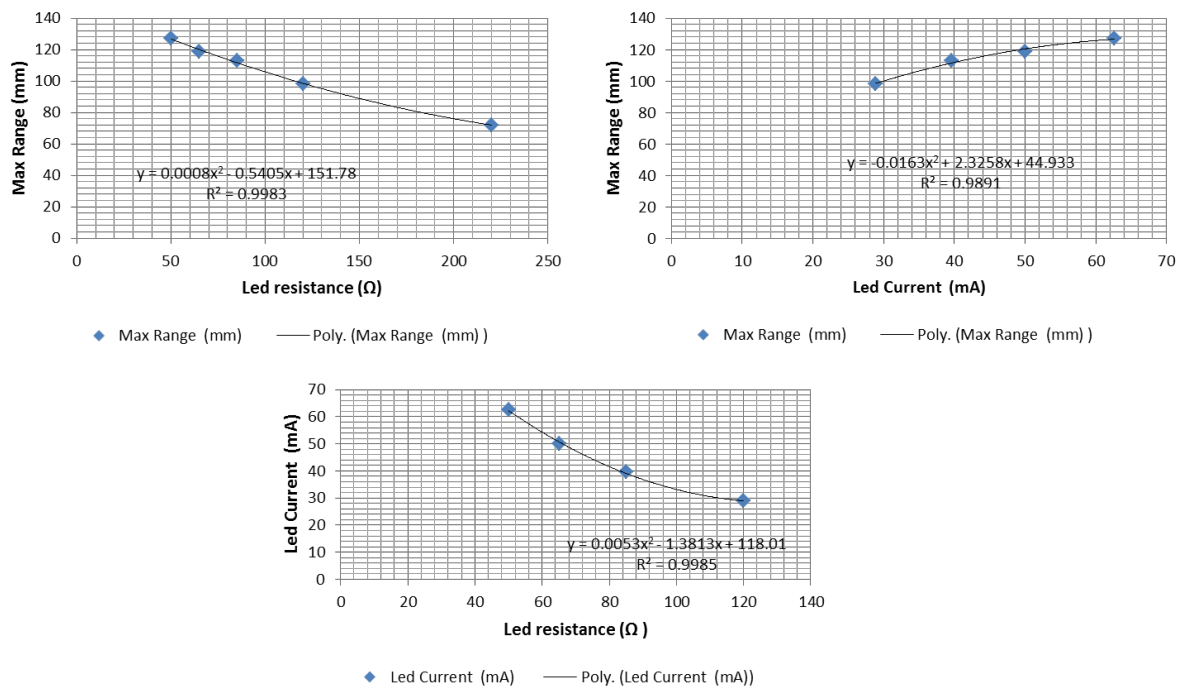 Max Range (mm)
140
120
100
80
60
40
20
0
y = 0.0008x² - 0.5405x + 151.78
R² = 0.9983
0 50 100 150 200 250
Led resistance (Ω)
Max Range (mm) Poly. (Max Range (mm) )
Max Range (mm)
140
120
100
80
60
40
20
0
y = -0.0163x² + 2.3258x + 44.933
R² = 0.9891
0 10 20 30 40 50 60 70
Led Current (mA)
Max Range (mm) Poly. (Max Range (mm) )
Led Current (mA)
70
60
50
40
30
20
10
0
y = 0.0053x² - 1.3813x + 118.01
R² = 0.9985
0 20 40 60 80 100 120 140
Led resistance (Ω )
Led Current (mA) Poly. (Led Current (mA))